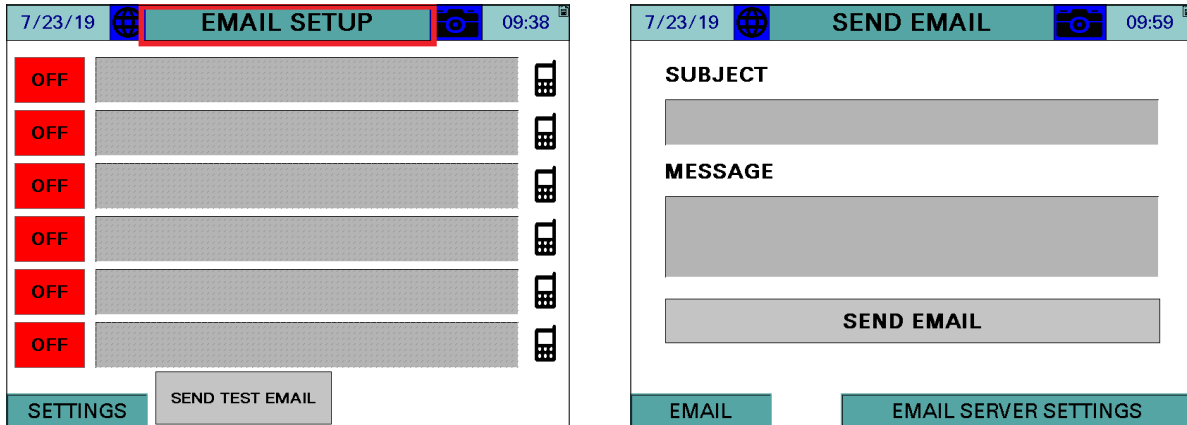 7/23/19 EMAIL SETUP 09:38
OFF
OFF
OFF
OFF
OFF
OFF
SEND TEST EMAIL
SETTINGS
7/23/19 SEND EMAIL 09:59
SUBJECT
MESSAGE
SEND EMAIL
EMAIL EMAIL SERVER SETTINGS